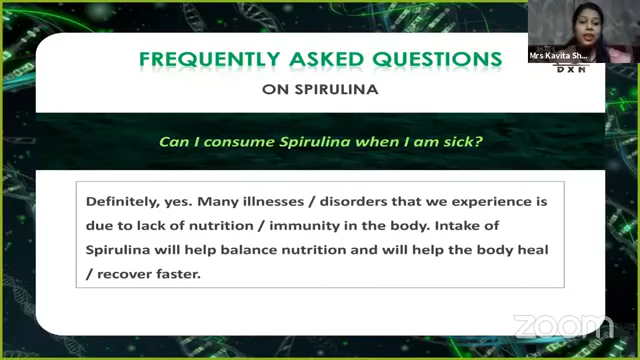 FREQUENTLY ASKED QUESTIONS
ON SPIRULINA
Mrs Kavita Sh...
DXN
Can I consume Spirulina when I am sick?
Definitely, yes. Many illnesses / disorders that we experience is
due to lack of nutrition / immunity in the body. Intake of
Spirulina will help balance nutrition and will help the body heal
/ recover faster.
zoom